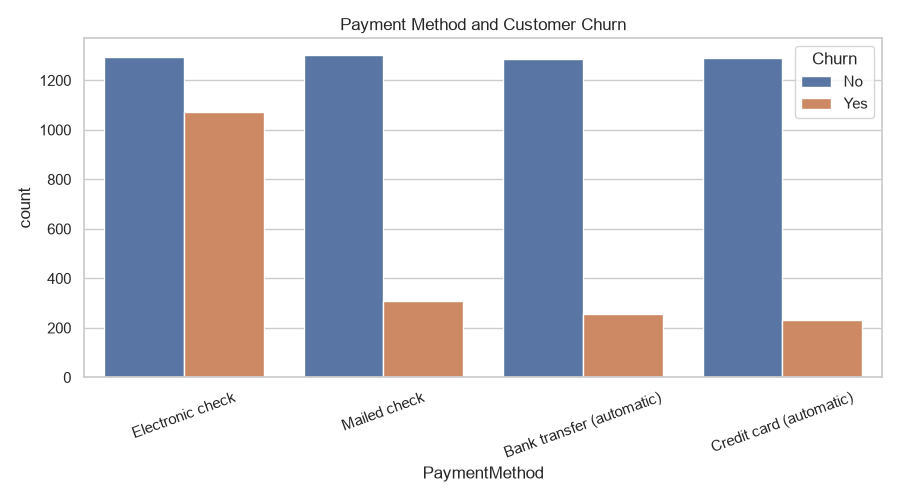 Payment Method and Customer Churn
Churn
No
Yes
count
1200
1000
800
600
400
200
0
Electronic check
Mailed check
Bank transfer (automatic)
Credit card (automatic)
PaymentMethod